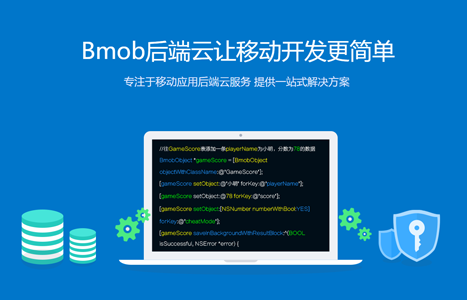 Bmob后端云让移动开发更简单
专注于移动应用后端云服务 提供一站式解决方案
//往GameScore表添加一条playerName为小明，分数为78的数据
BmobObject *gameScore = [BmobObject
objectWithClassName:@"GameScore"];
[gameScore setObject:@"小明" forKey:@"playerName"];
[gameScore setObject:@78 forKey:@"score"];
[gameScore setObject:[NSNumber numberWithBool:YES]
forKey:@"cheatMode"];
[gameScore saveInBackgroundWithResultBlock:^(BOOL
isSuccessful, NSError *error) {